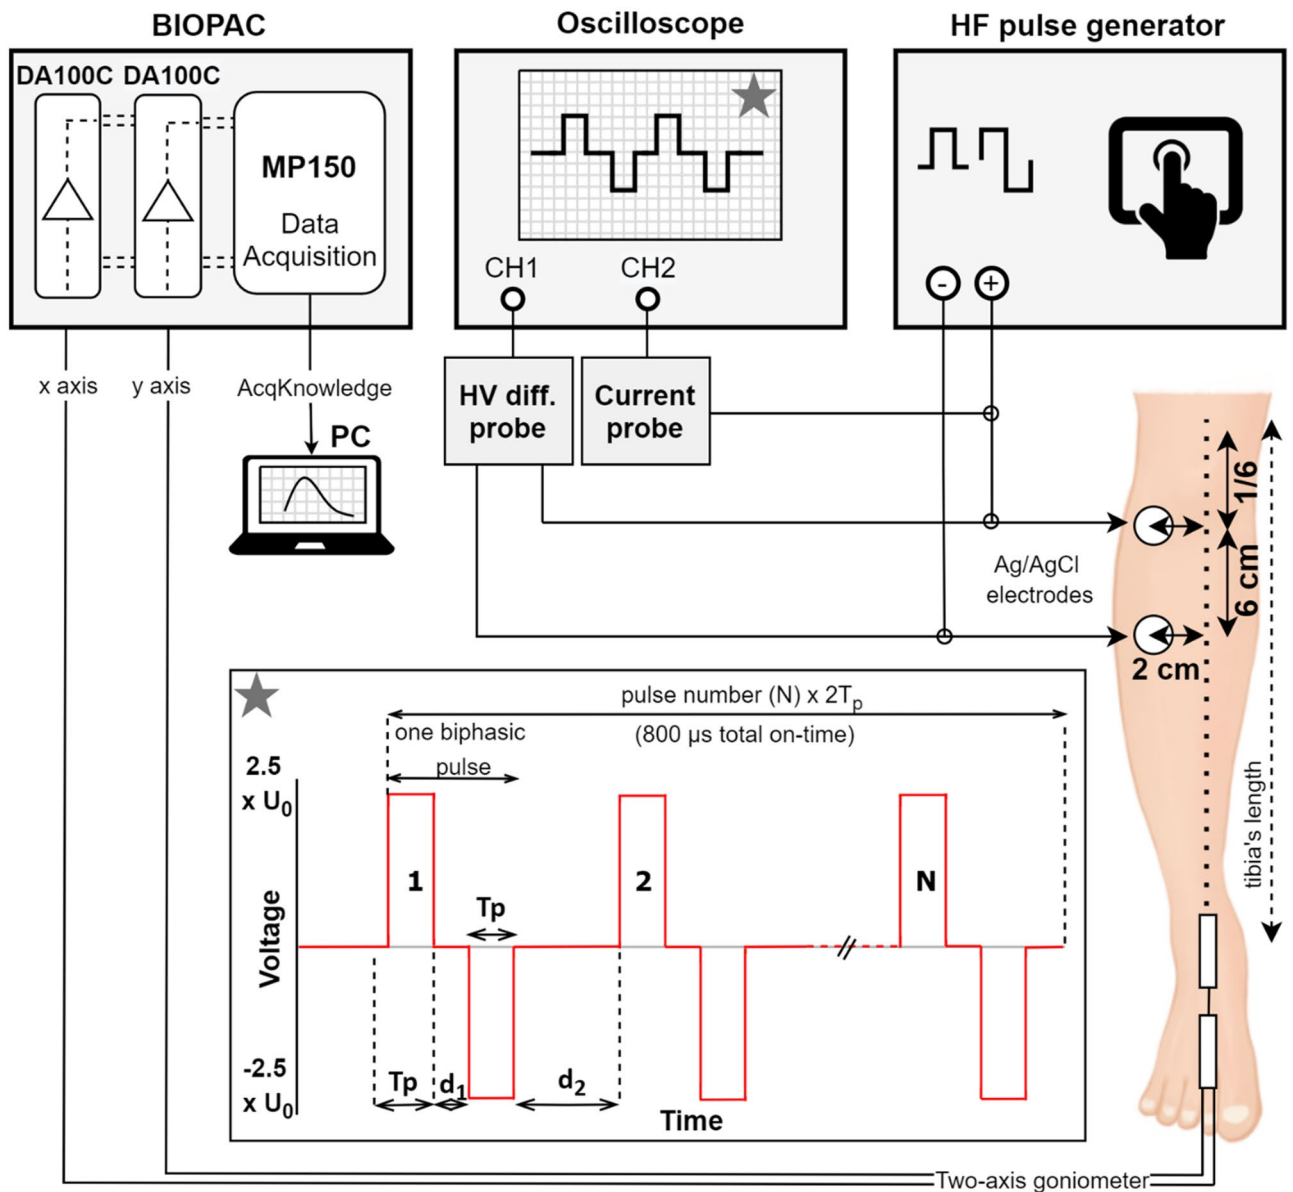 BIOPAC
DA100C DA100C
MP150
Data
Acquisition
Oscilloscope
CH1
CH2
HF pulse generator
-
+
x axis
y axis
AcqKnowledge
PC
HV diff.
probe
Current
probe
1/6
6 cm
Ag/AgCl
electrodes
2 cm
tibia's length
pulse number (N) x 2Tp
(800 µs total on-time)
one biphasic
pulse
2.5
x U0
Voltage
-2.5
x U0
1
2
N
Tp
Tp
d1
d2
Time
Two-axis goniometer